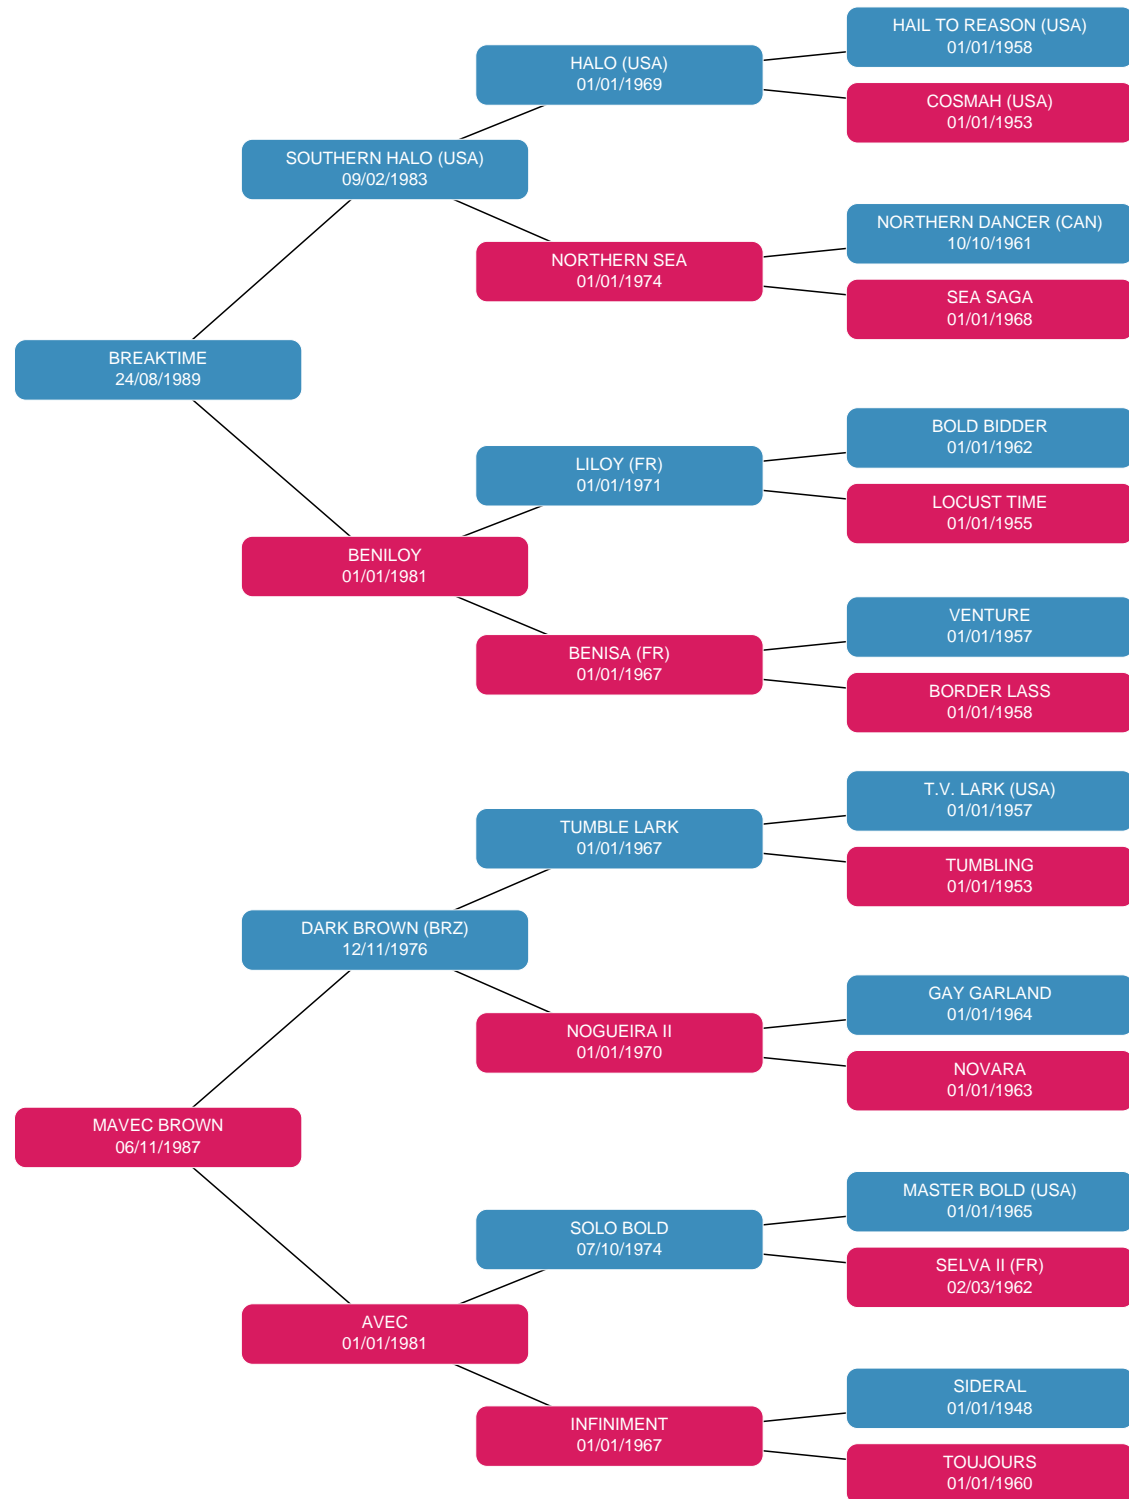 HAIL TO REASON (USA)
01/01/1958
HALO (USA)
01/01/1969
COSMAH (USA)
01/01/1953
SOUTHERN HALO (USA)
09/02/1983
NORTHERN DANCER (CAN)
10/10/1961
NORTHERN SEA
01/01/1974
SEA SAGA
01/01/1968
BREAKTIME
24/08/1989
BOLD BIDDER
01/01/1962
LILOY (FR)
01/01/1971
LOCUST TIME
01/01/1955
BENILOY
01/01/1981
VENTURE
01/01/1957
BENISA (FR)
01/01/1967
BORDER LASS
01/01/1958
T.V. LARK (USA)
01/01/1957
TUMBLE LARK
01/01/1967
TUMBLING
01/01/1953
DARK BROWN (BRZ)
12/11/1976
GAY GARLAND
01/01/1964
NOGUEIRA II
01/01/1970
NOVARA
01/01/1963
MAVEC BROWN
06/11/1987
MASTER BOLD (USA)
01/01/1965
SOLO BOLD
07/10/1974
SELVA II (FR)
02/03/1962
AVEC
01/01/1981
SIDERAL
01/01/1948
INFINIMENT
01/01/1967
TOUJOURS
01/01/1960